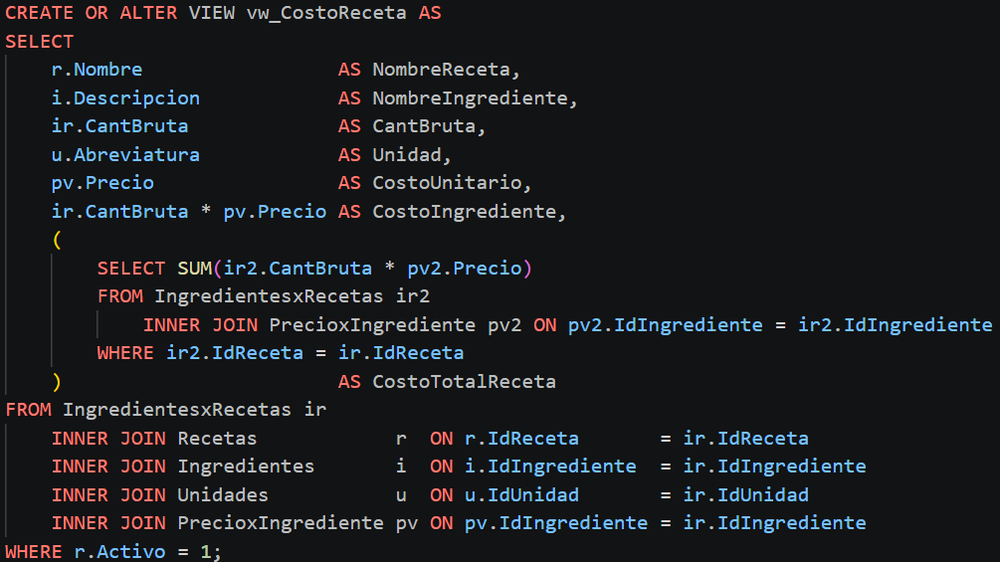 CREATE OR ALTER VIEW vw_CostoReceta AS
SELECT
    r.Nombre                 AS NombreReceta,
    i.Descripcion            AS NombreIngrediente,
    ir.CantBruta             AS CantBruta,
    u.Abreviatura            AS Unidad,
    pv.Precio                AS CostoUnitario,
    ir.CantBruta * pv.Precio AS CostoIngrediente,
    (
        SELECT SUM(ir2.CantBruta * pv2.Precio)
        FROM IngredientesxRecetas ir2
            INNER JOIN PrecioxIngrediente pv2 ON pv2.IdIngrediente = ir2.IdIngrediente
        WHERE ir2.IdReceta = ir.IdReceta
    )                        AS CostoTotalReceta
FROM IngredientesxRecetas ir
    INNER JOIN Recetas            r  ON r.IdReceta       = ir.IdReceta
    INNER JOIN Ingredientes       i  ON i.IdIngrediente  = ir.IdIngrediente
    INNER JOIN Unidades           u  ON u.IdUnidad       = ir.IdUnidad
    INNER JOIN PrecioxIngrediente pv ON pv.IdIngrediente = ir.IdIngrediente
WHERE r.Activo = 1;